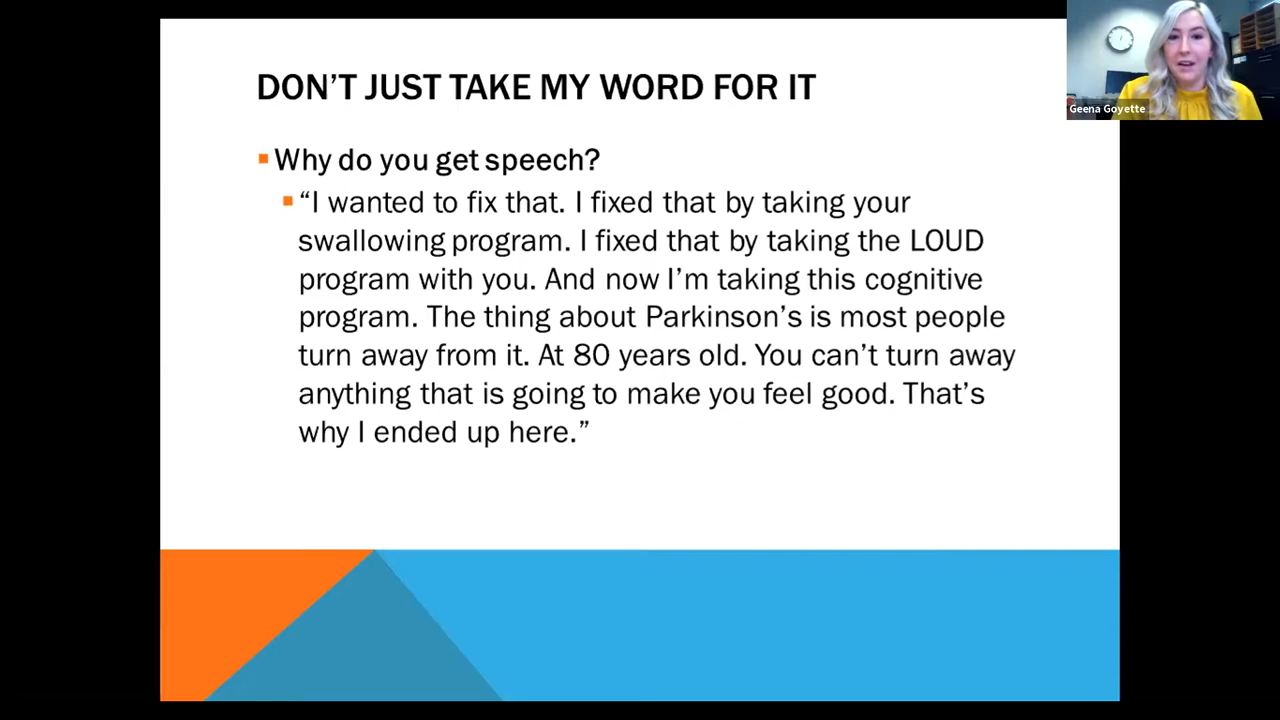 DON'T JUST TAKE MY WORD FOR IT
Why do you get speech?
“I wanted to fix that. I fixed that by taking your
swallowing program. I fixed that by taking the LOUD
program with you. And now I'm taking this cognitive
program. The thing about Parkinson's is most people
turn away from it. At 80 years old. You can't turn away
anything that is going to make you feel good. That's
why I ended up here.”
Geena Goyette